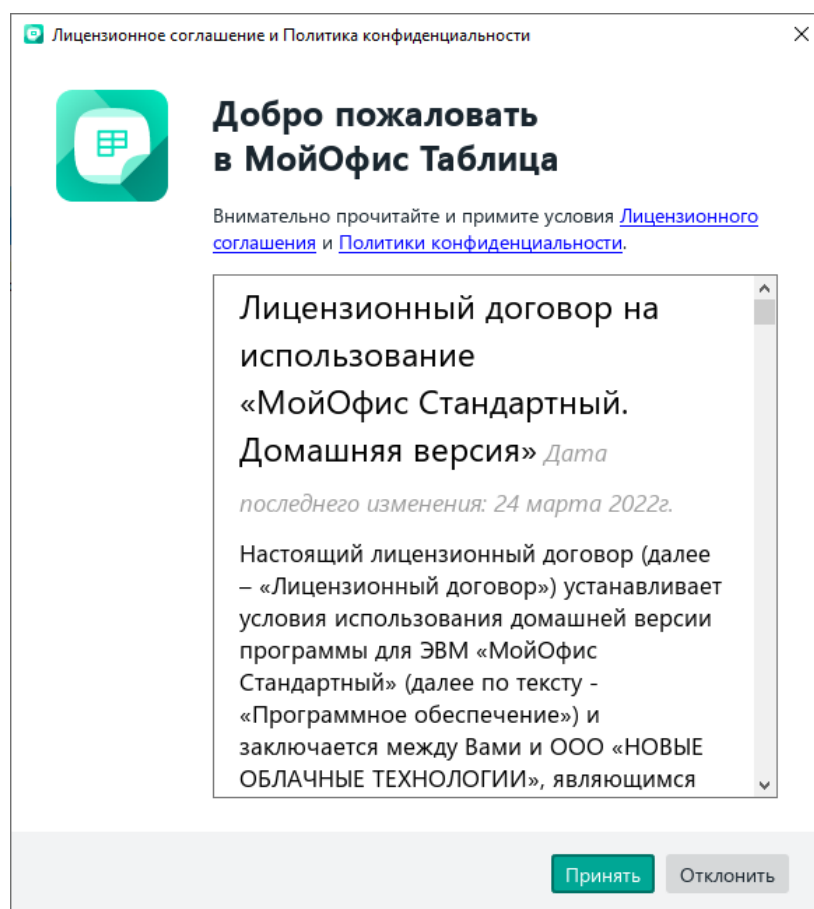 Лицензионное соглашение и Политика конфиденциальности
Добро пожаловать
в МойОфис Таблица
Внимательно прочитайте и примите условия Лицензионного
соглашения и Политики конфиденциальности.
Лицензионный договор на
использование
«МойОфис Стандартный.
Домашняя версия» Дата
последнего изменения: 24 марта 2022г.
Настоящий лицензионный договор (далее
– «Лицензионный договор») устанавливает
условия использования домашней версии
программы для ЭВМ «МойОфис
Стандартный» (далее по тексту -
«Программное обеспечение») и
заключается между Вами и ООО «НОВЫЕ
ОБЛАЧНЫЕ ТЕХНОЛОГИИ», являющимся
Принять Отклонить